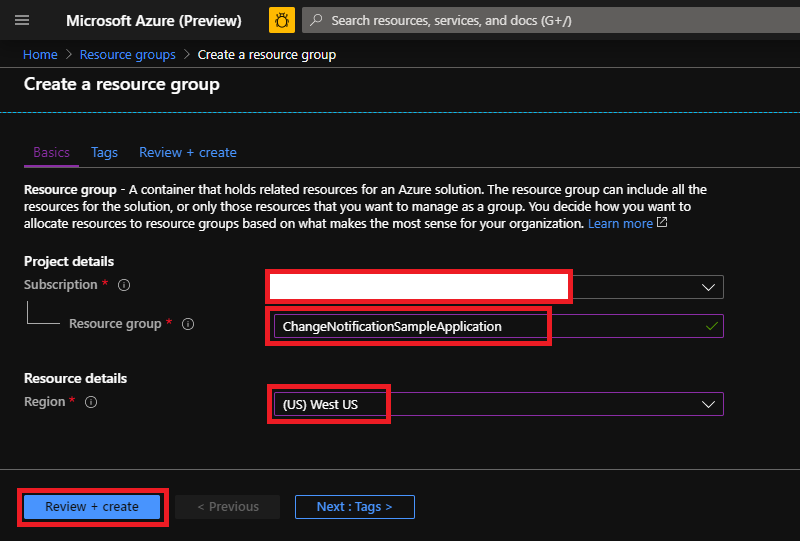 Microsoft Azure (Preview)
Search resources, services, and docs (G+/)
Home > Resource groups > Create a resource group
Create a resource group
Basics Tags Review + create
Resource group - A container that holds related resources for an Azure solution. The resource group can include all the
resources for the solution, or only those resources that you want to manage as a group. You decide how you want to
allocate resources to resource groups based on what makes the most sense for your organization. Learn more
Project details
Subscription *
Resource group * ChangeNotificationSampleApplication
Resource details
Region * (US) West US
Review + create < Previous Next : Tags >